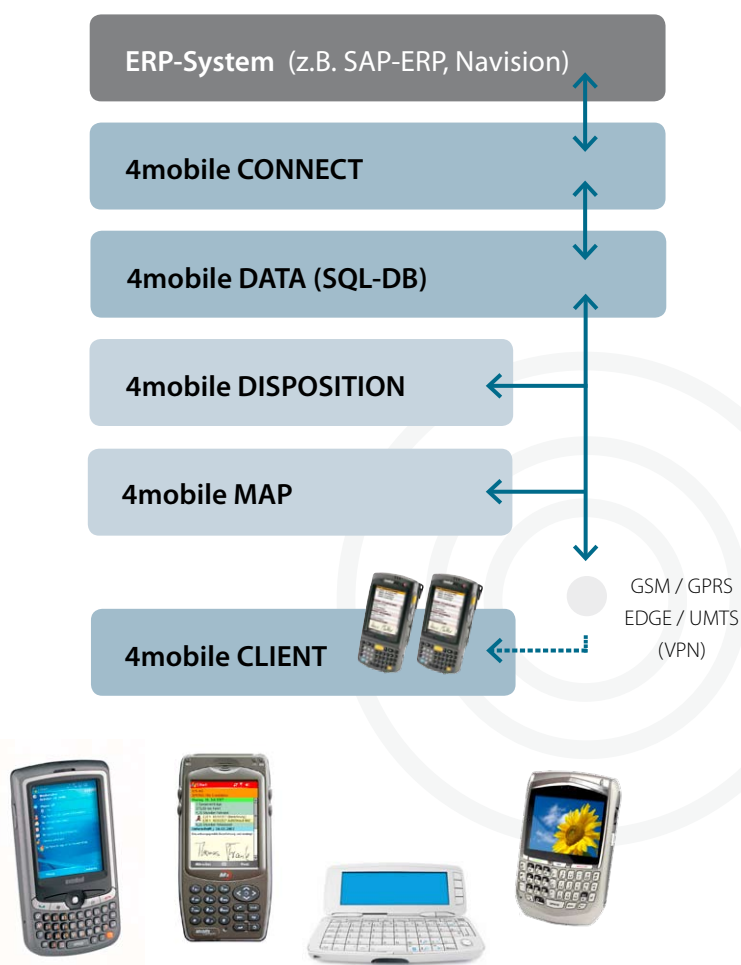 ERP-System (z.B. SAP-ERP, Navision)
4mobile CONNECT
4mobile DATA (SQL-DB)
4mobile DISPOSITION
4mobile MAP
GSM / GPRS
EDGE / UMTS
(VPN)
4mobile CLIENT